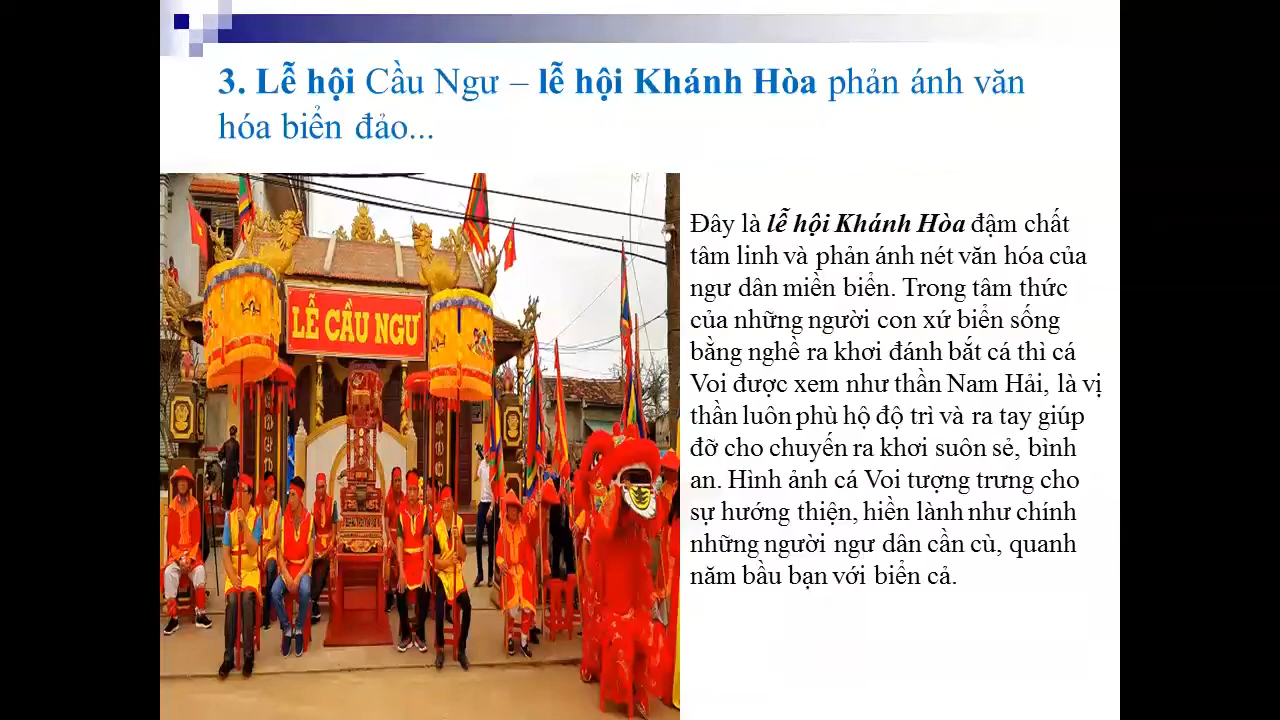 3. Lễ hội Cầu Ngư – lễ hội Khánh Hòa phản ánh văn
hóa biển đảo...
LỄ CẦU NGƯ
Đây là lễ hội Khánh Hòa đậm chất
tâm linh và phản ánh nét văn hóa của
ngư dân miền biển. Trong tâm thức
của những người con xứ biển sống
bằng nghề ra khơi đánh bắt cá thì cá
Voi được xem như thần Nam Hải, là vị
thần luôn phù hộ độ trì và ra tay giúp
đỡ cho chuyến ra khơi suôn sẻ, bình
an. Hình ảnh cá Voi tượng trưng cho
sự hướng thiện, hiền lành như chính
những người ngư dân cần cù, quanh
năm bầu bạn với biển cả.